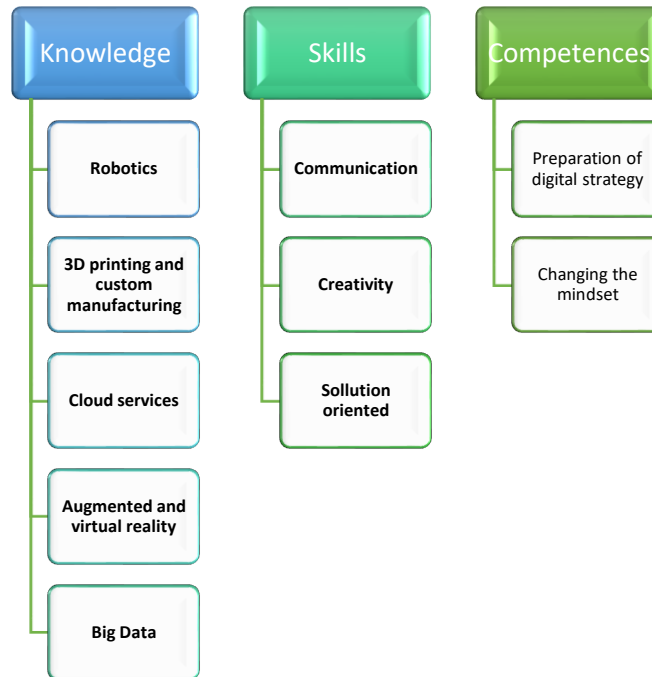 Knowledge
Robotics
3D printing and
custom
manufacturing
Cloud services
Augmented and
virtual reality
Big Data
Skills
Communication
Creativity
Sollution
oriented
Competences
Preparation of
digital strategy
Changing the
mindset